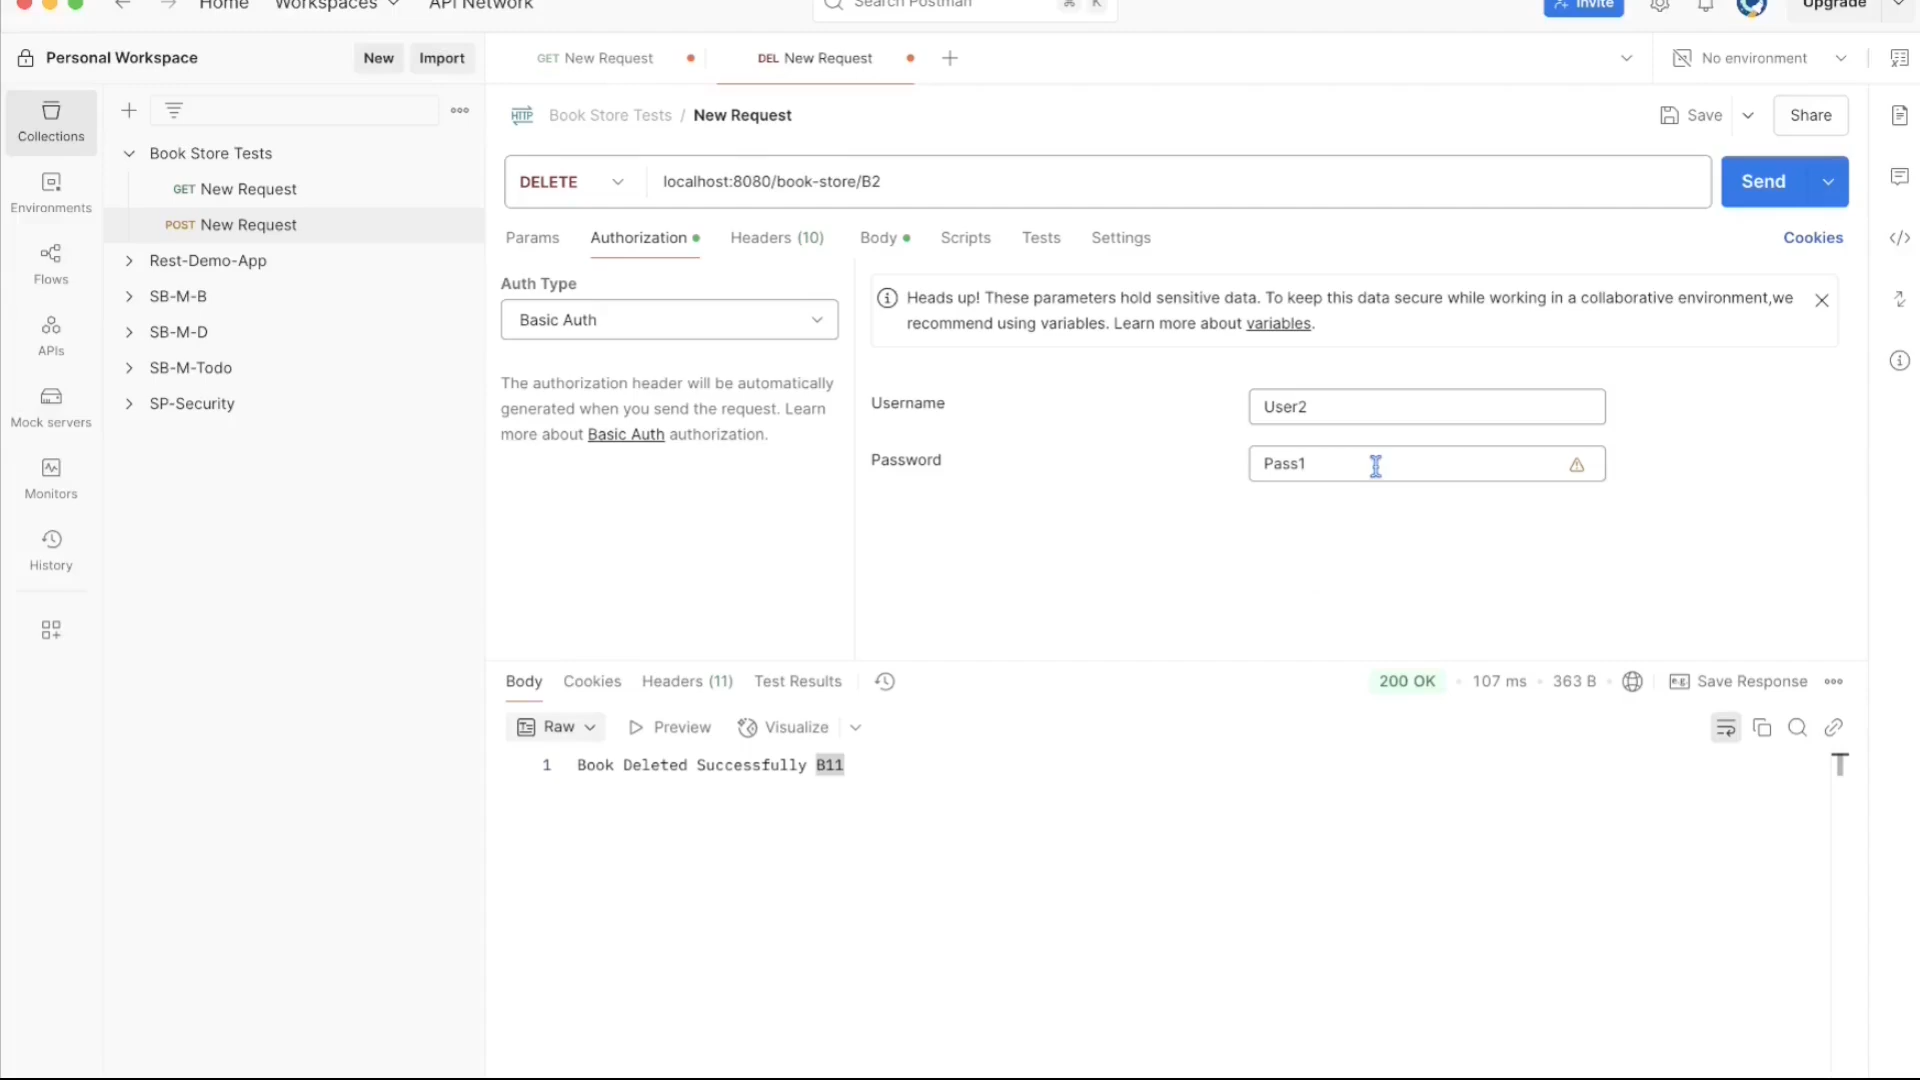 Home Workspaces API Network Search Postman ⌘ K Invite Upgrade
Personal Workspace New Import GET New Request DEL New Request No environment
Collections
Environments
Flows
APIs
Mock servers
Monitors
History
Book Store Tests
GET New Request
POST New Request
Rest-Demo-App
SB-M-B
SB-M-D
SB-M-Todo
SP-Security
HTTP Book Store Tests / New Request Save Share
DELETE localhost:8080/book-store/B2 Send
Params Authorization Headers (10) Body Scripts Tests Settings Cookies
Auth Type
Basic Auth
The authorization header will be automatically
generated when you send the request. Learn
more about Basic Auth authorization.
Heads up! These parameters hold sensitive data. To keep this data secure while working in a collaborative environment,we
recommend using variables. Learn more about variables.
Username User2
Password Pass1
Body Cookies Headers (11) Test Results 200 OK 107 ms 363 B e.g. Save Response
Raw Preview Visualize
1 Book Deleted Successfully B11